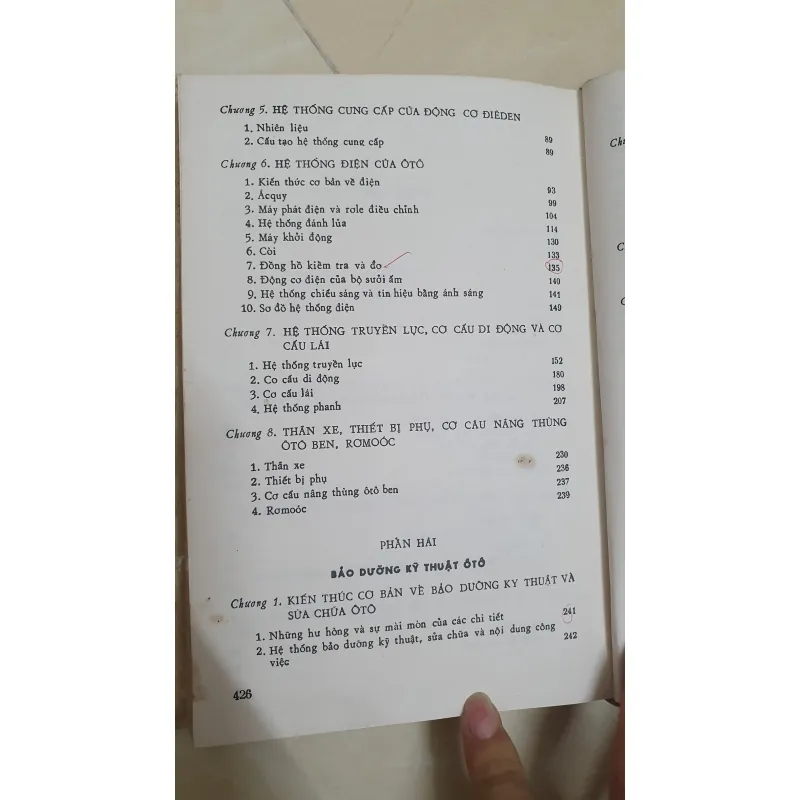 Chương 5. HỆ THỐNG CUNG CẤP CỦA ĐỘNG CƠ ĐIÊDEN
1. Nhiên liệu 89
2. Cấu tạo hệ thống cung cấp 89
Chương 6. HỆ THỐNG ĐIỆN CỦA ÔTÔ
1. Kiến thức cơ bản về điện 93
2. Ắcquy 99
3. Máy phát điện và rơle điều chỉnh 104
4. Hệ thống đánh lửa 114
5. Máy khởi động 130
6. Còi 133
7. Đồng hồ kiểm tra và đo 135
8. Động cơ điện của bộ sưởi ấm 140
9. Hệ thống chiếu sáng và tín hiệu bằng ánh sáng 141
10. Sơ đồ hệ thống điện 149
Chương 7. HỆ THỐNG TRUYỀN LỰC, CƠ CẤU DI ĐỘNG VÀ CƠ
CẤU LÁI
1. Hệ thống truyền lực 152
2. Cơ cấu di động 180
3. Cơ cấu lái 198
4. Hệ thống phanh 207
Chương 8. THÂN XE, THIẾT BỊ PHỤ, CƠ CẤU NÂNG THÙNG
ÔTÔ BEN, RƠMOÓC
1. Thân xe 230
2. Thiết bị phụ 236
3. Cơ cấu nâng thùng ôtô ben 237
4. Rơmoóc 239
PHẦN HAI
BẢO DƯỠNG KỸ THUẬT ÔTÔ
Chương 1. KIẾN THỨC CƠ BẢN VỀ BẢO DƯỠNG KỸ THUẬT VÀ
SỬA CHỮA ÔTÔ
1. Những hư hỏng và sự mài mòn của các chi tiết 241
2. Hệ thống bảo dưỡng kỹ thuật, sửa chữa và nội dung công
việc 242
426